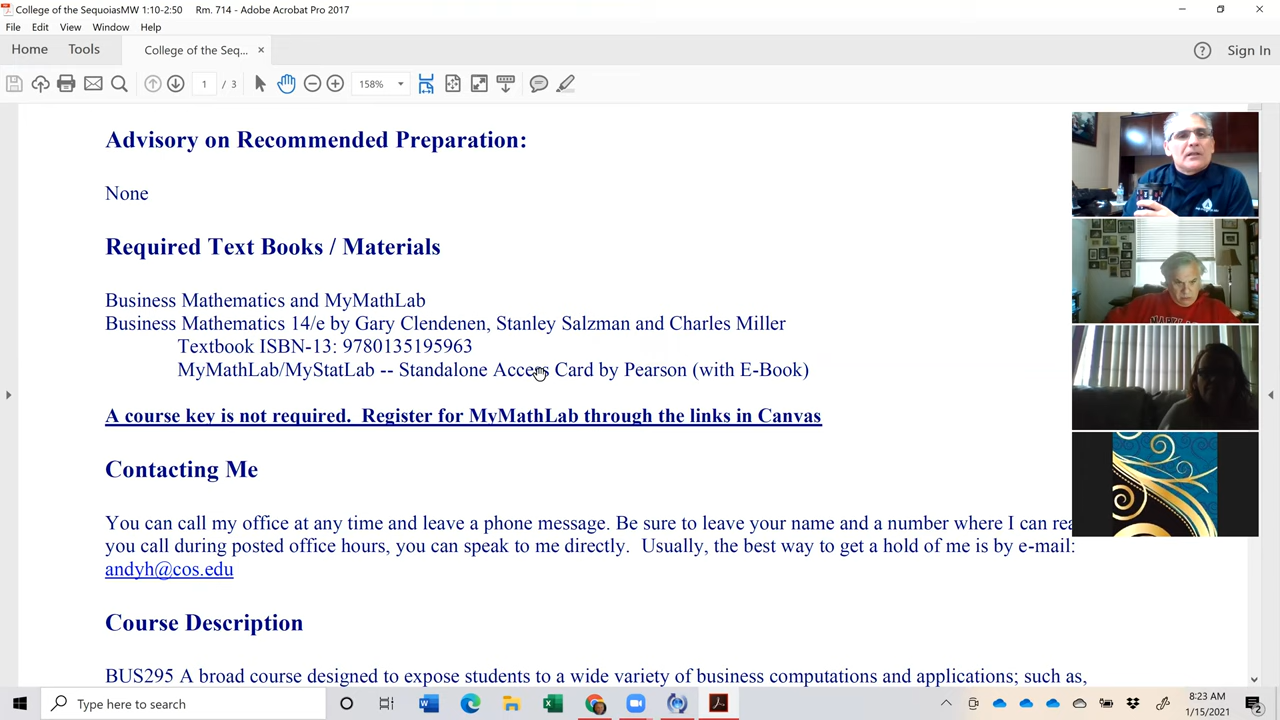 College of the SequoiasMW 1:10-2:50 Rm. 714 - Adobe Acrobat Pro 2017
File Edit View Window Help
Home Tools College of the Seq... × Sign In
1 / 3 158%
Advisory on Recommended Preparation:
None
Required Text Books / Materials
Business Mathematics and MyMathLab
Business Mathematics 14/e by Gary Clendenen, Stanley Salzman and Charles Miller
Textbook ISBN-13: 9780135195963
MyMathLab/MyStatLab -- Standalone Access Card by Pearson (with E-Book)
A course key is not required. Register for MyMathLab through the links in Canvas
Contacting Me
You can call my office at any time and leave a phone message. Be sure to leave your name and a number where I can
you call during posted office hours, you can speak to me directly. Usually, the best way to get a hold of me is by e-mail:
andyh@cos.edu
Course Description
BUS295 A broad course designed to expose students to a wide variety of business computations and applications; such as,
Type here to search
8:23 AM
1/15/2021
2